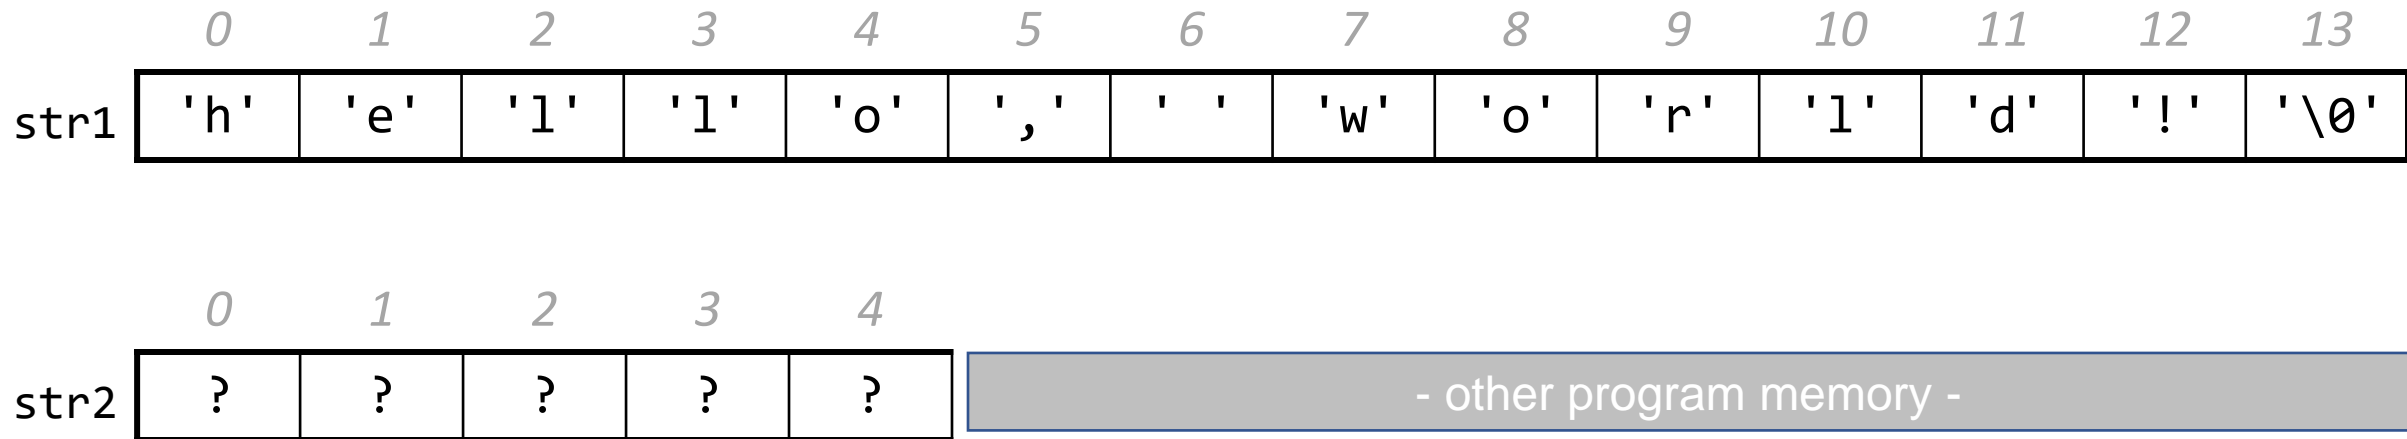 0 1 2 3 4 5 6 7 8 9 10 11 12 13
str1 'h' 'e' 'l' 'l' 'o' ',' ' ' 'w' 'o' 'r' 'l' 'd' '!' '\0'
0 1 2 3 4
str2 ? ? ? ? ? - other program memory -